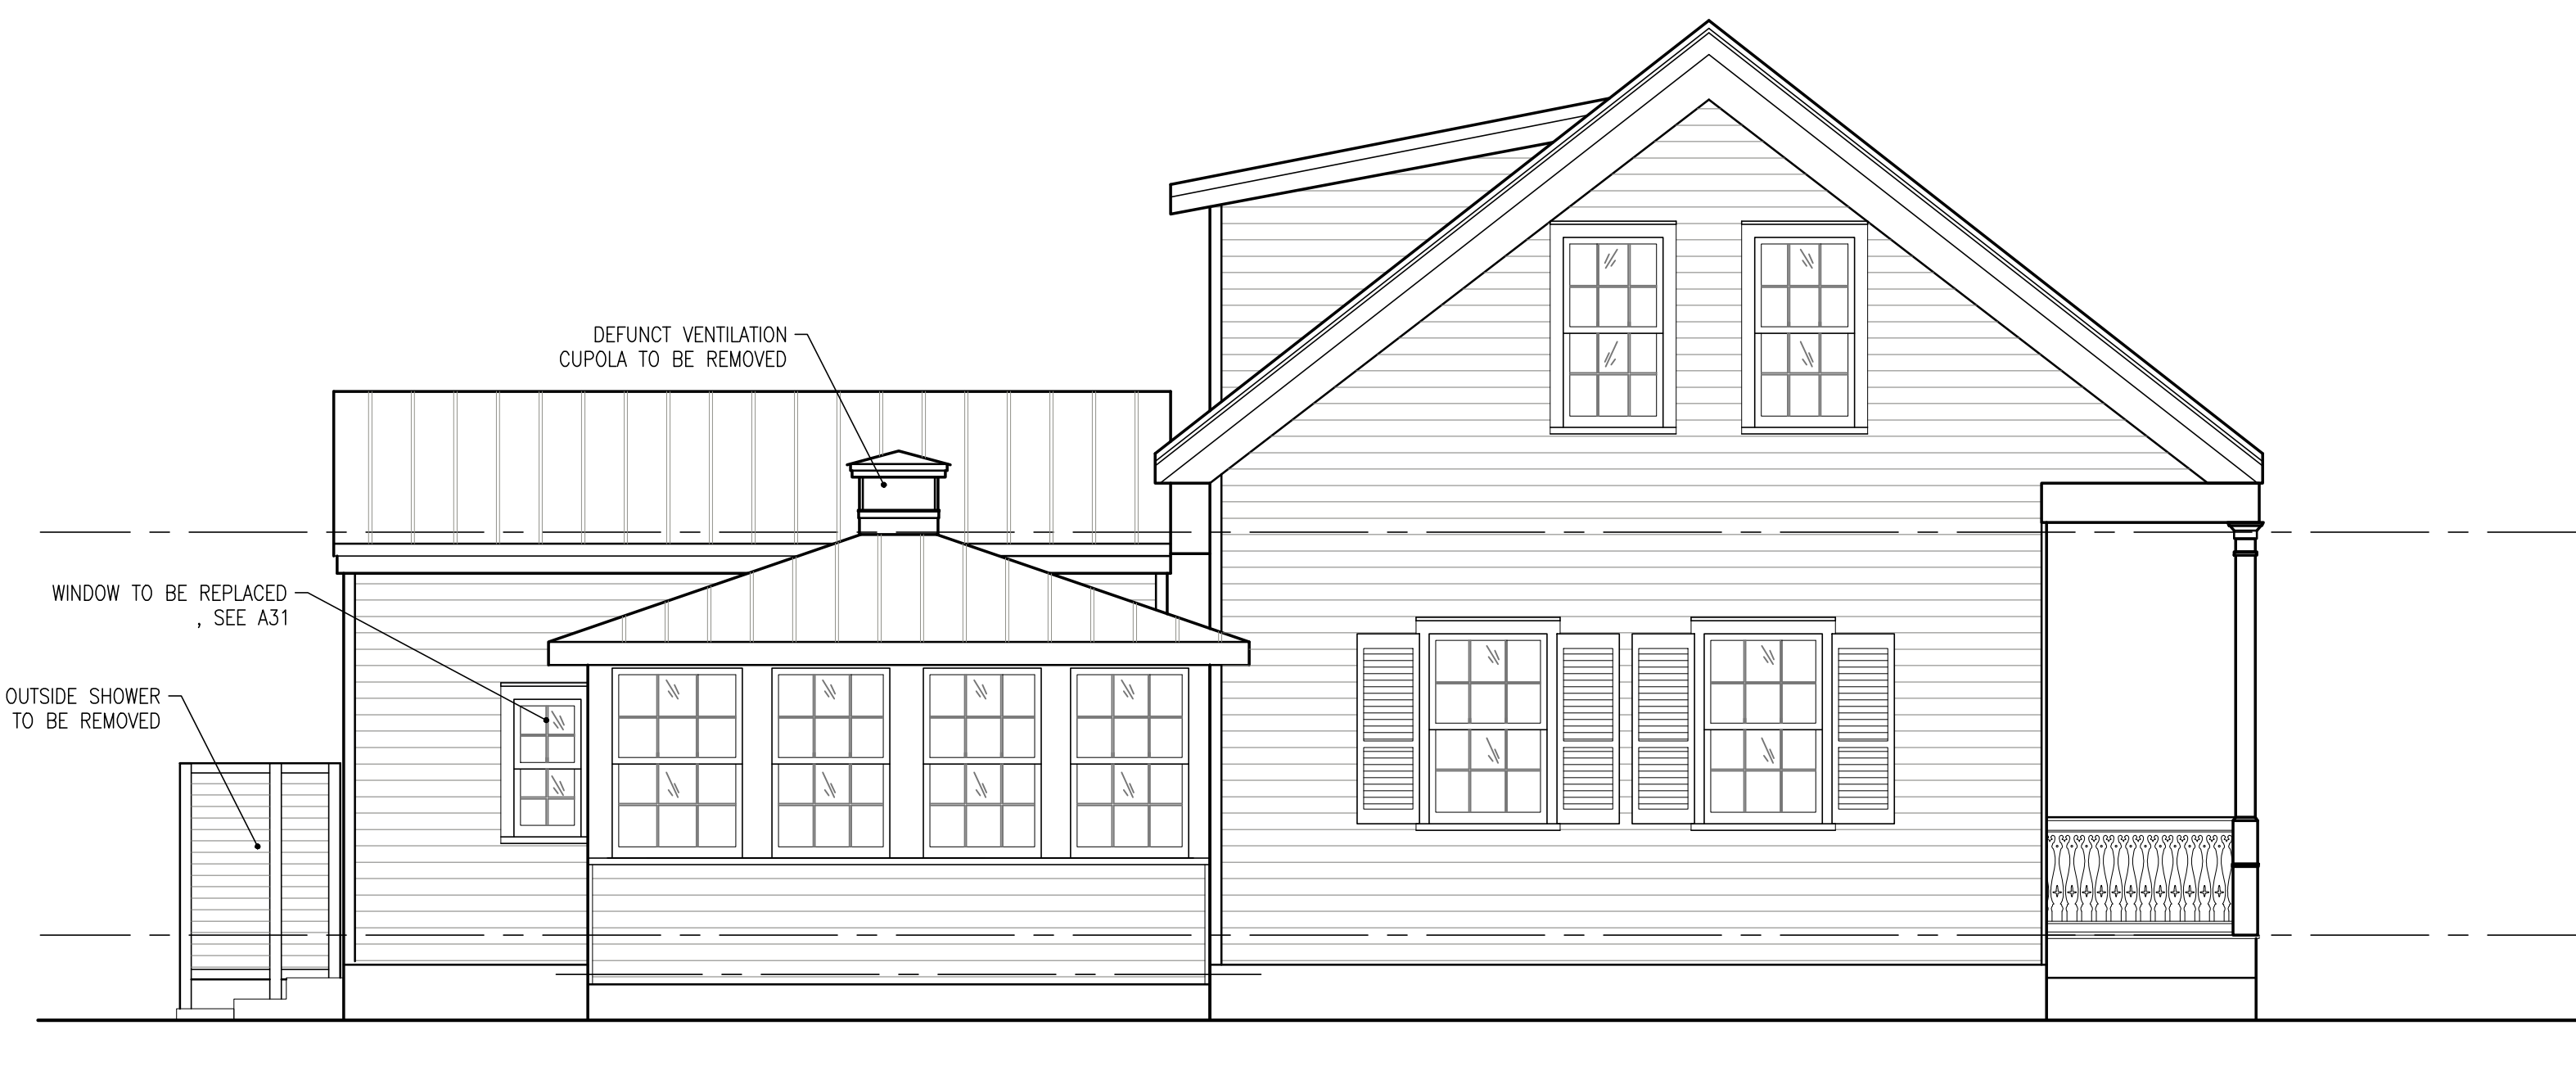 DEFUNCT VENTILATION
CUPOLA TO BE REMOVED
WINDOW TO BE REPLACED
, SEE A31
OUTSIDE SHOWER
TO BE REMOVED